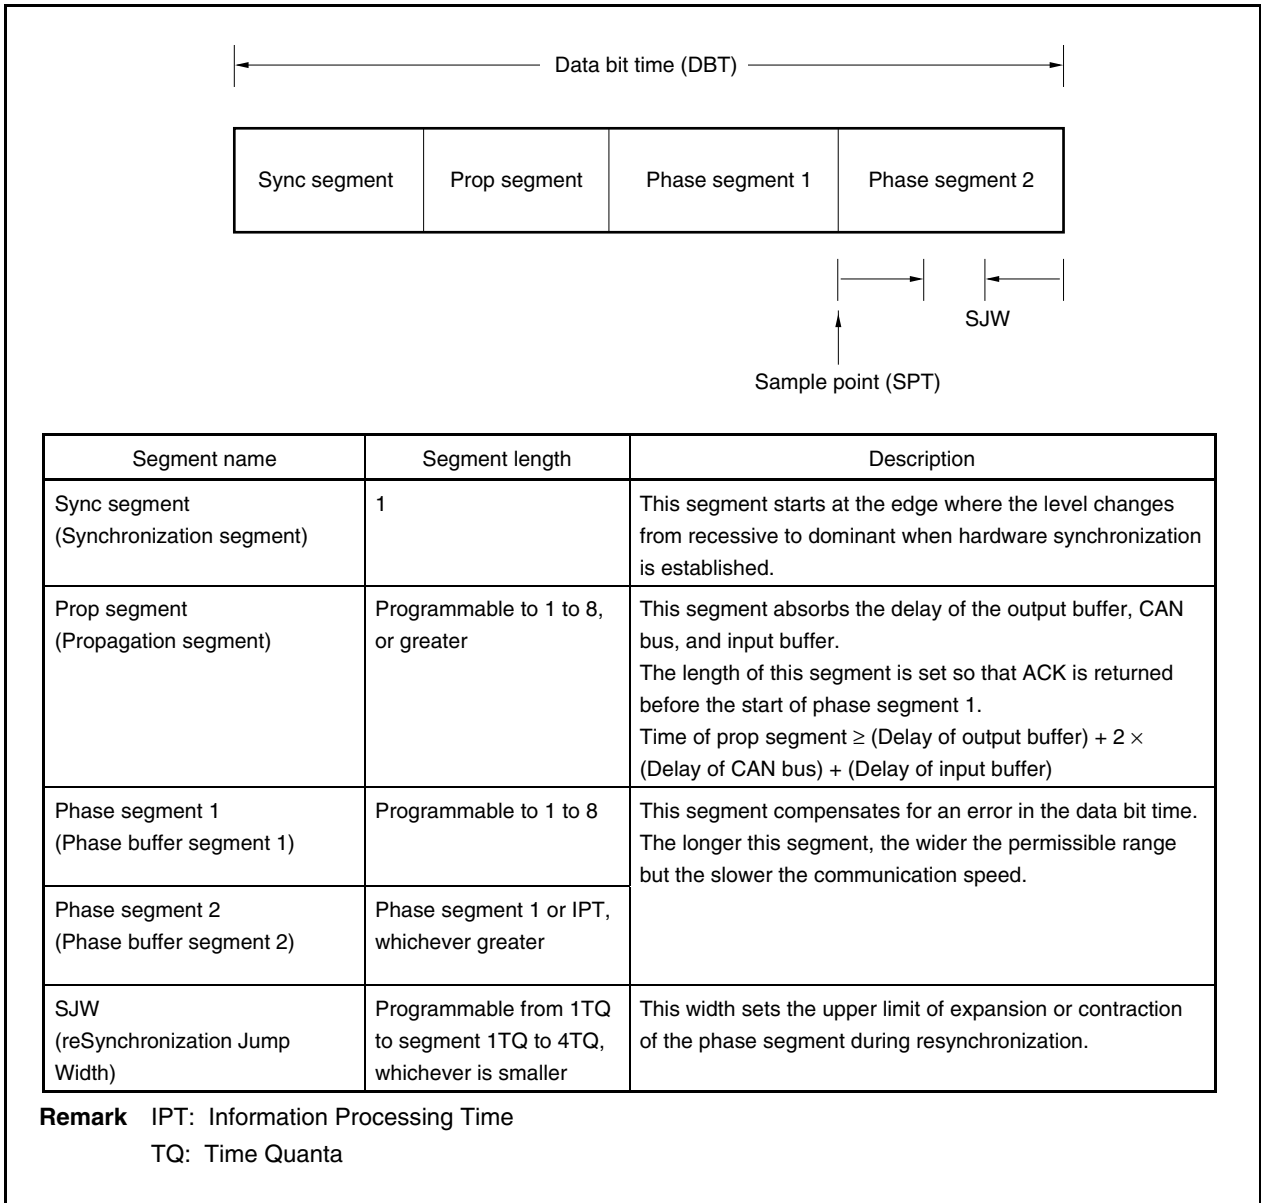 Data bit time (DBT)
Sync segment
Prop segment
Phase segment 1
Phase segment 2
SJW
Sample point (SPT)
Segment name
Segment length
Description
Sync segment
(Synchronization segment)
1
This segment starts at the edge where the level changes
from recessive to dominant when hardware synchronization
is established.
Prop segment
(Propagation segment)
Programmable to 1 to 8,
or greater
This segment absorbs the delay of the output buffer, CAN
bus, and input buffer.
The length of this segment is set so that ACK is returned
before the start of phase segment 1.
Time of prop segment ≥ (Delay of output buffer) + 2 ×
(Delay of CAN bus) + (Delay of input buffer)
Phase segment 1
(Phase buffer segment 1)
Programmable to 1 to 8
This segment compensates for an error in the data bit time.
The longer this segment, the wider the permissible range
but the slower the communication speed.
Phase segment 2
(Phase buffer segment 2)
Phase segment 1 or IPT,
whichever greater
SJW
(reSynchronization Jump
Width)
Programmable from 1TQ
to segment 1TQ to 4TQ,
whichever is smaller
This width sets the upper limit of expansion or contraction
of the phase segment during resynchronization.
Remark IPT: Information Processing Time
TQ: Time Quanta